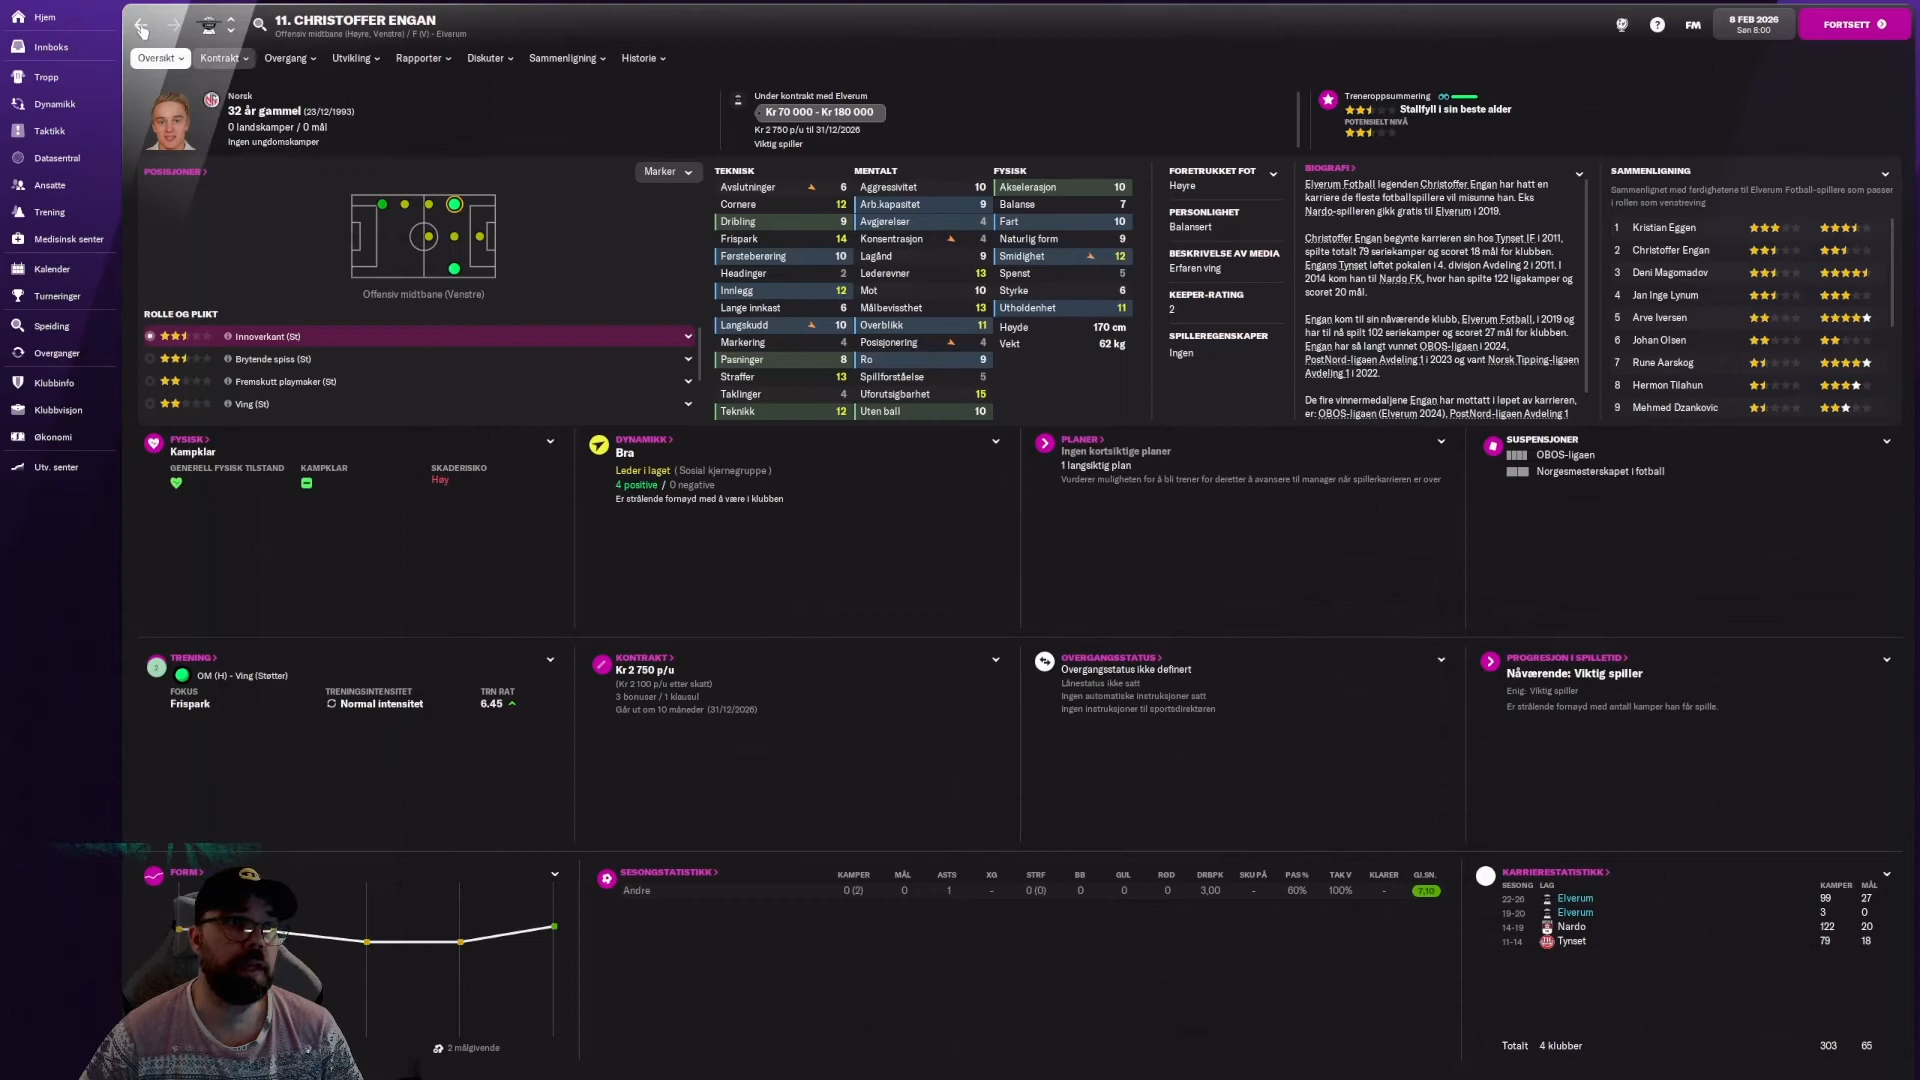 Hjem
Innboks
Tropp
Dynamikk
Taktikk
Datasentral
Ansatte
Trening
Medisinsk senter
Kalender
Turneringer
Speiding
Overganger
Klubbinfo
Klubbvisjon
Økonomi
Utv. senter
11. CHRISTOFFER ENGAN
Offensiv midtbane (Høyre, Venstre) / F (V) - Elverum
FM
8 FEB 2026
Søn 8:00
FORTSETT
Oversikt
Kontrakt
Overgang
Utvikling
Rapporter
Diskuter
Sammenligning
Historie
Norsk
32 år gammel (23/12/1993)
0 landskamper / 0 mål
Ingen ungdomskamper
Under kontrakt med Elverum
Kr 70 000 - Kr 180 000
Kr 2 750 p/u til 31/12/2026
Viktig spiller
Treneroppsummering
Stallfyll i sin beste alder
POTENSIELT NIVÅ
POSISJONER
Marker
Offensiv midtbane (Venstre)
ROLLE OG PLIKT
Innoverkant (St)
Brytende spiss (St)
Fremskutt playmaker (St)
Ving (St)
TEKNISK
Avslutninger 6
Cornere 12
Dribling 9
Frispark 14
Førsteberøring 10
Headinger 2
Innlegg 12
Lange innkast 6
Langskudd 10
Markering 4
Pasninger 8
Straffer 13
Taklinger 4
Teknikk 12
MENTALT
Aggressivitet 10
Arb.kapasitet 9
Avgjørelser 4
Konsentrasjon 4
Lagånd 9
Lederevner 13
Mot 10
Målbevissthet 13
Overblikk 11
Posisjonering 4
Ro 9
Spillforståelse 5
Uforutsigbarhet 15
Uten ball 10
FYSISK
Akselerasjon 10
Balanse 7
Fart 10
Naturlig form 9
Smidighet 12
Spenst 5
Styrke 6
Utholdenhet 11
Høyde 170 cm
Vekt 62 kg
FORETRUKKET FOT
Høyre
PERSONLIGHET
Balansert
BESKRIVELSE AV MEDIA
Erfaren ving
KEEPER-RATING
2
SPILLEREGENSKAPER
Ingen
BIOGRAFI
Elverum Fotball legenden Christoffer Engan har hatt en
karriere de fleste fotballspillere vil misunne han. Eks
Nardo-spilleren gikk gratis til Elverum i 2019.
Christoffer Engan begynte karrieren sin hos Tynset IF i 2011,
spilte totalt 79 seriekamper og scoret 18 mål for klubben.
Engans Tynset løftet pokalen i 4. divisjon Avdeling 2 i 2011. I
2014 kom han til Nardo FK, hvor han spilte 122 ligakamper og
scoret 20 mål.
Engan kom til sin nåværende klubb, Elverum Fotball, i 2019 og
har til nå spilt 102 seriekamper og scoret 27 mål for klubben.
Engan har så langt vunnet OBOS-ligaen i 2024,
PostNord-ligaen Avdeling 1 i 2023 og vant Norsk Tipping-ligaen
Avdeling 1 i 2022.
De fire vinnermedaljene Engan har mottatt i løpet av karrieren,
er: OBOS-ligaen (Elverum 2024), PostNord-ligaen Avdeling 1
SAMMENLIGNING
Sammenlignet med ferdighetene til Elverum Fotball-spillere som passer
i rollen som venstreving
1 Kristian Eggen
2 Christoffer Engan
3 Deni Magomadov
4 Jan Inge Lynum
5 Arve Iversen
6 Johan Olsen
7 Rune Aarskog
8 Hermon Tilahun
9 Mehmed Dzankovic
FYSISK
Kampklar
GENERELL FYSISK TILSTAND
KAMPKLAR
SKADERISIKO
Høy
DYNAMIKK
Bra
Leder i laget (Sosial kjernegruppe)
4 positive / 0 negative
Er strålende fornøyd med å være i klubben
PLANER
Ingen kortsiktige planer
1 langsiktig plan
Vurderer muligheten for å bli trener for deretter å avansere til manager når spillerkarrieren er over
SUSPENSJONER
OBOS-ligaen
Norgesmesterskapet i fotball
TRENING
2
OM (H) - Ving (Støtter)
FOKUS
Frispark
TRENINGSINTENSITET
Normal intensitet
TRN RAT
6.45
KONTRAKT
Kr 2 750 p/u
(Kr 2 100 p/u etter skatt)
3 bonuser / 1 klausul
Går ut om 10 måneder (31/12/2026)
OVERGANGSSTATUS
Overgangsstatus ikke definert
Lånestatus ikke satt
Ingen automatiske instruksjoner satt
Ingen instruksjoner til sportsdirektøren
PROGRESJON I SPILLETID
Nåværende: Viktig spiller
Enig: Viktig spiller
Er strålende fornøyd med antall kamper han får spille.
FORM
2 målgivende
SESONGSTATISTIKK
KAMPER MÅL ASTS XG STRF BB GUL RØD DRBPK SKU PÅ PAS % TAK V KLARER GJ.SN.
Andre 0 (2) 0 1 - 0 (0) 0 0 0 3,00 - 60% 100% - 7,10
KARRIERESTATISTIKK
SESONG LAG KAMPER MÅL
22-26 Elverum 99 27
19-20 Elverum 3 0
14-19 Nardo 122 20
11-14 Tynset 79 18
Totalt 4 klubber 303 65